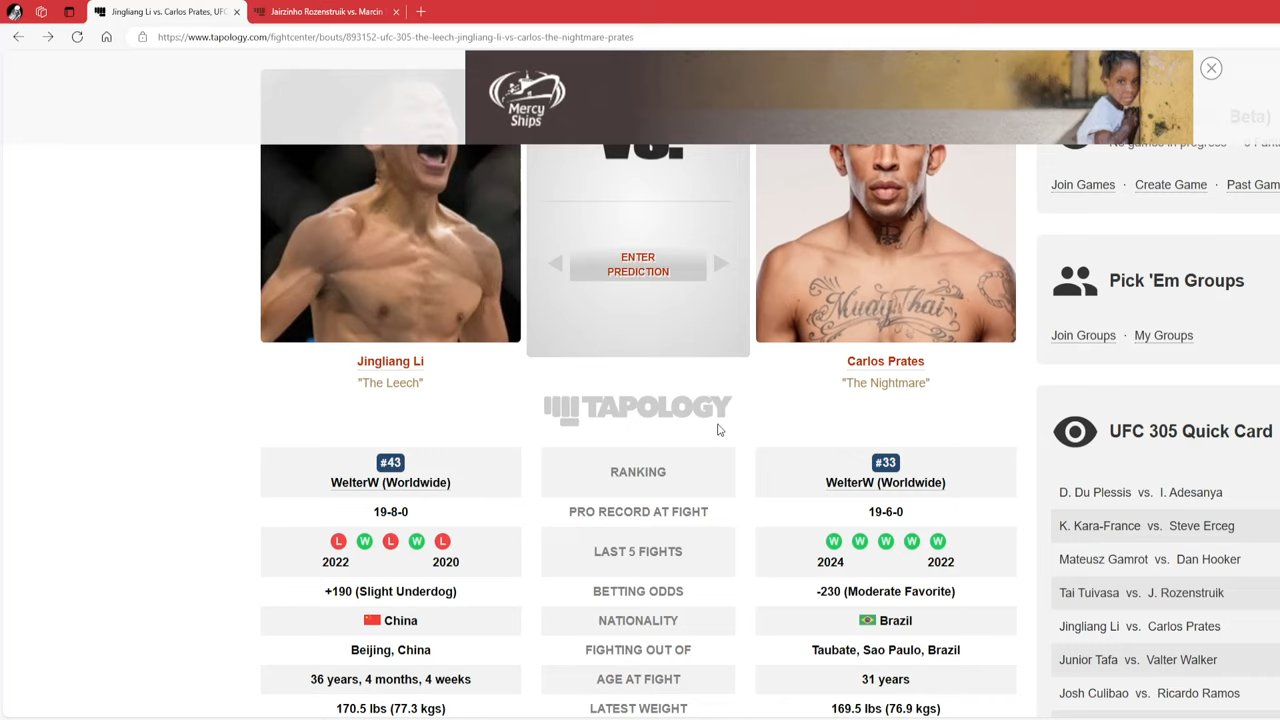 Jingliang Li vs. Carlos Prates, UFC
Jairzinho Rozenstruik vs. Marcin
https://www.tapology.com/fightcenter/bouts/893152-ufc-305-the-leech-jingliang-li-vs-carlos-the-nightmare-prates
Mercy
Ships
Beta)
No games in progress
Join Games · Create Game · Past Gam
vs.
ENTER
PREDICTION
Muay Thai
Pick 'Em Groups
Join Groups · My Groups
Jingliang Li
"The Leech"
Carlos Prates
"The Nightmare"
TAPOLOGY
UFC 305 Quick Card
#43
WelterW (Worldwide)
RANKING
#33
WelterW (Worldwide)
19-8-0
PRO RECORD AT FIGHT
19-6-0
L W L W L
2022 2020
LAST 5 FIGHTS
W W W W W
2024 2022
+190 (Slight Underdog)
BETTING ODDS
-230 (Moderate Favorite)
China
NATIONALITY
Brazil
Beijing, China
FIGHTING OUT OF
Taubate, Sao Paulo, Brazil
36 years, 4 months, 4 weeks
AGE AT FIGHT
31 years
170.5 lbs (77.3 kgs)
LATEST WEIGHT
169.5 lbs (76.9 kgs)
D. Du Plessis vs. I. Adesanya
K. Kara-France vs. Steve Erceg
Mateusz Gamrot vs. Dan Hooker
Tai Tuivasa vs. J. Rozenstruik
Jingliang Li vs. Carlos Prates
Junior Tafa vs. Valter Walker
Josh Culibao vs. Ricardo Ramos